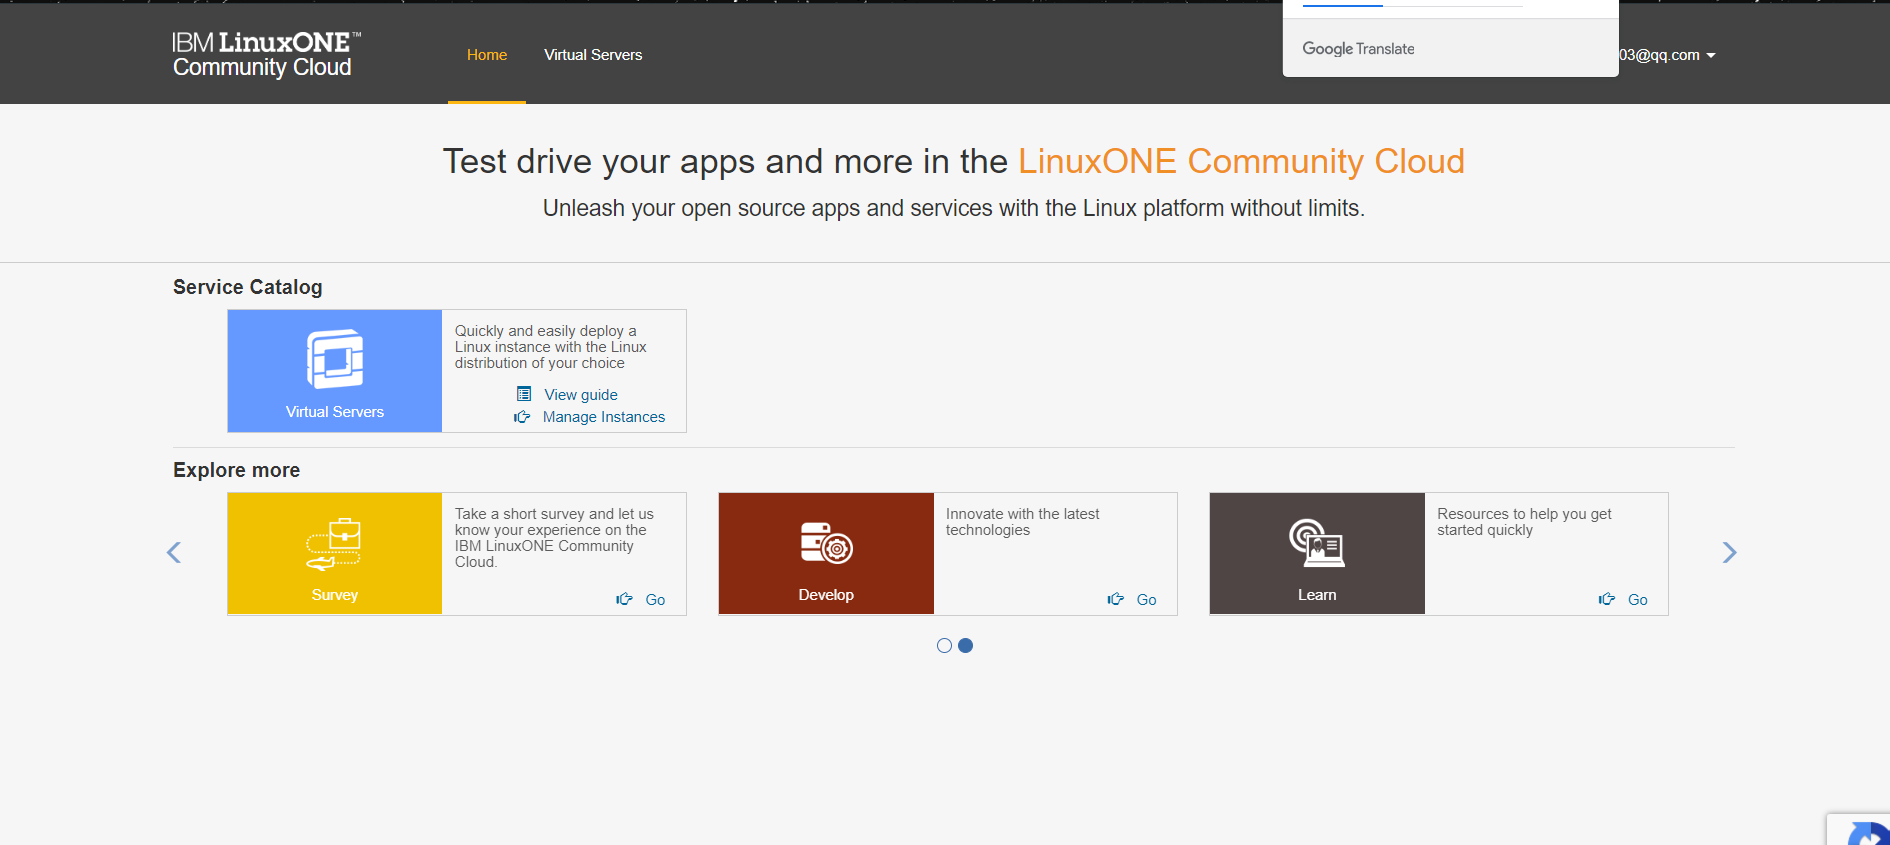 IBM LinuxONE™
Community Cloud
Home
Virtual Servers
Google Translate
03@qq.com
Test drive your apps and more in the LinuxONE Community Cloud
Unleash your open source apps and services with the Linux platform without limits.
Service Catalog
Virtual Servers
Quickly and easily deploy a
Linux instance with the Linux
distribution of your choice
View guide
Manage Instances
Explore more
Survey
Take a short survey and let us
know your experience on the
IBM LinuxONE Community
Cloud.
Go
Develop
Innovate with the latest
technologies
Go
Learn
Resources to help you get
started quickly
Go